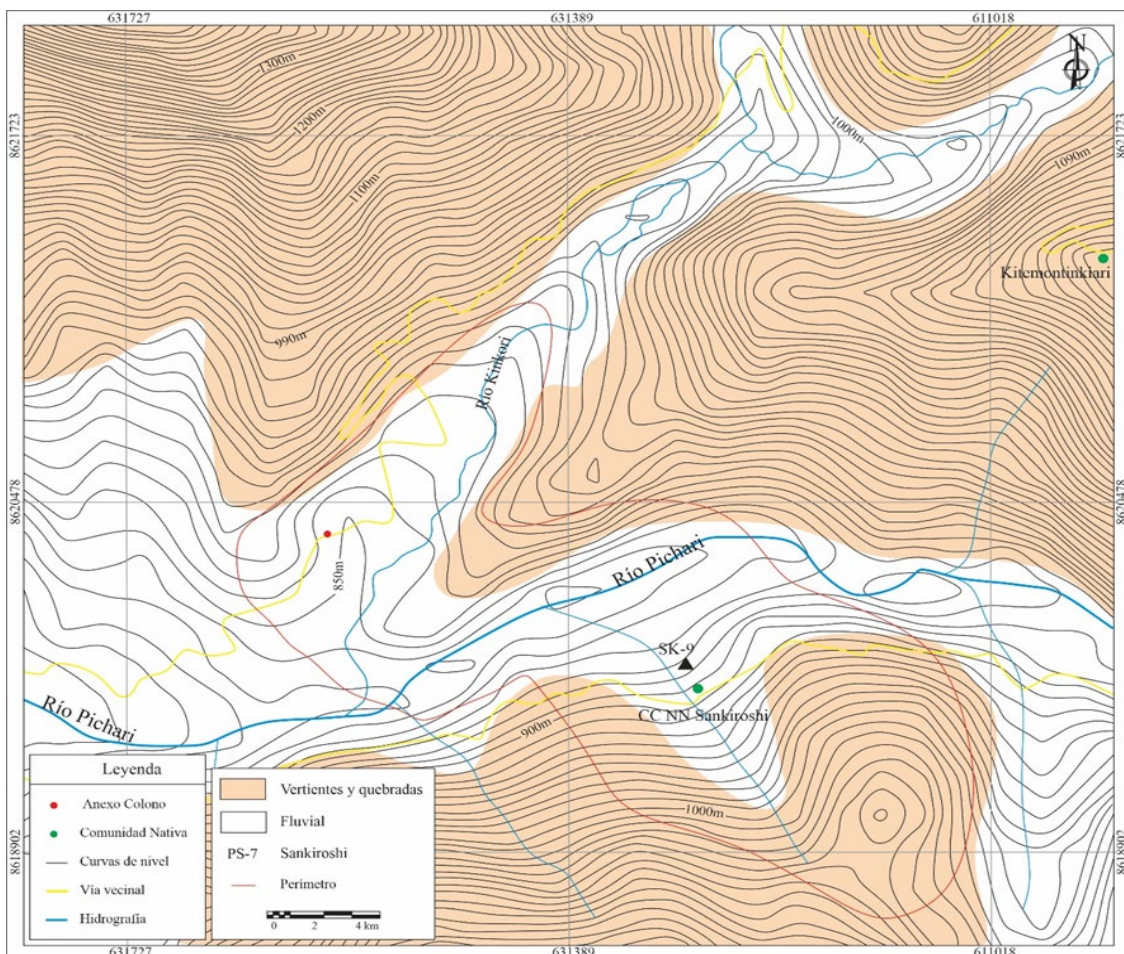 631727
631389
611018
N
1300m
1200m
1100m
1000m
1090m
990m
8621723
8621723
Kitemontinkiari
Río Kinkori
8620478
8620478
850m
Río Pichari
SK-9
CC NN Sankiroshi
Río Pichari
900m
1000m
8618902
8618902
Leyenda
Anexo Colono
Comunidad Nativa
Curvas de nivel
Vía vecinal
Hidrografía
Vertientes y quebradas
Fluvial
PS-7 Sankiroshi
Perímetro
0 2 4 km
631727
631389
611018